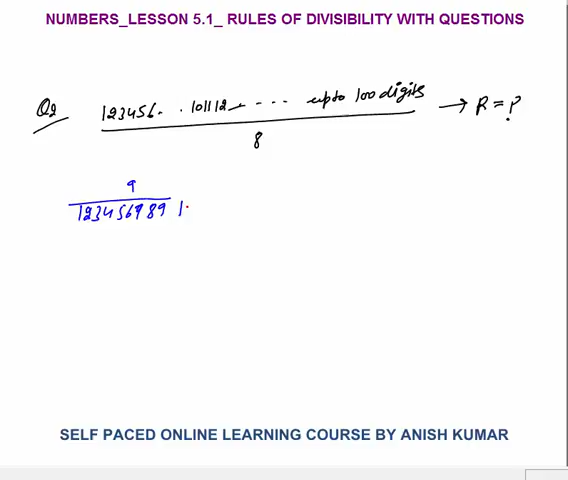 NUMBERS_LESSON 5.1_ RULES OF DIVISIBILITY WITH QUESTIONS
Q2 123456. . 101112 - - - - upto 100 digits → R = ?
8
9
123456789 1
SELF PACED ONLINE LEARNING COURSE BY ANISH KUMAR